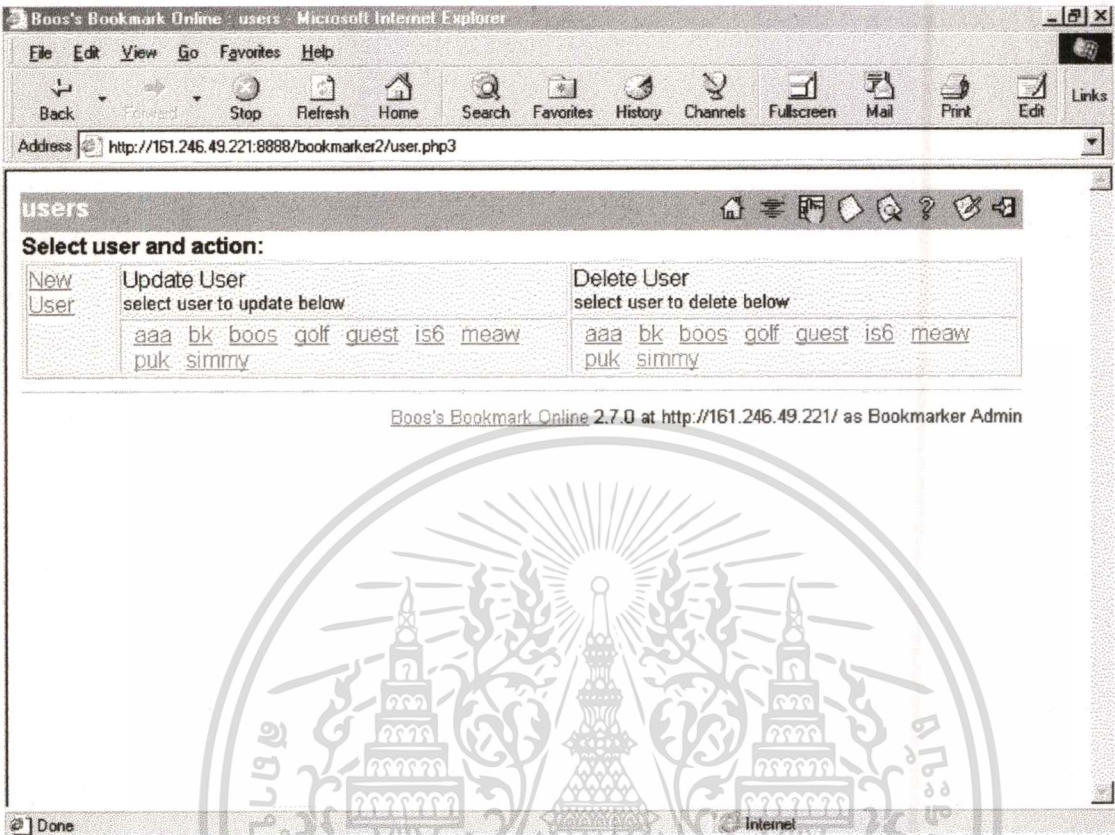 Boos's Bookmark Online : users - Microsoft Internet Explorer
File Edit View Go Favorites Help
Back Forward Stop Refresh Home Search Favorites History Channels Fullscreen Mail Print Edit Links
Address http://161.246.49.221:8888/bookmarker2/user.php3
users
Select user and action:
New User
Update User
select user to update below
aaa bk boos golf guest is6 meaw
puk simmy
Delete User
select user to delete below
aaa bk boos golf guest is6 meaw
puk simmy
Boos's Bookmark Online 2.7.0 at http://161.246.49.221/ as Bookmarker Admin
Done
Internet